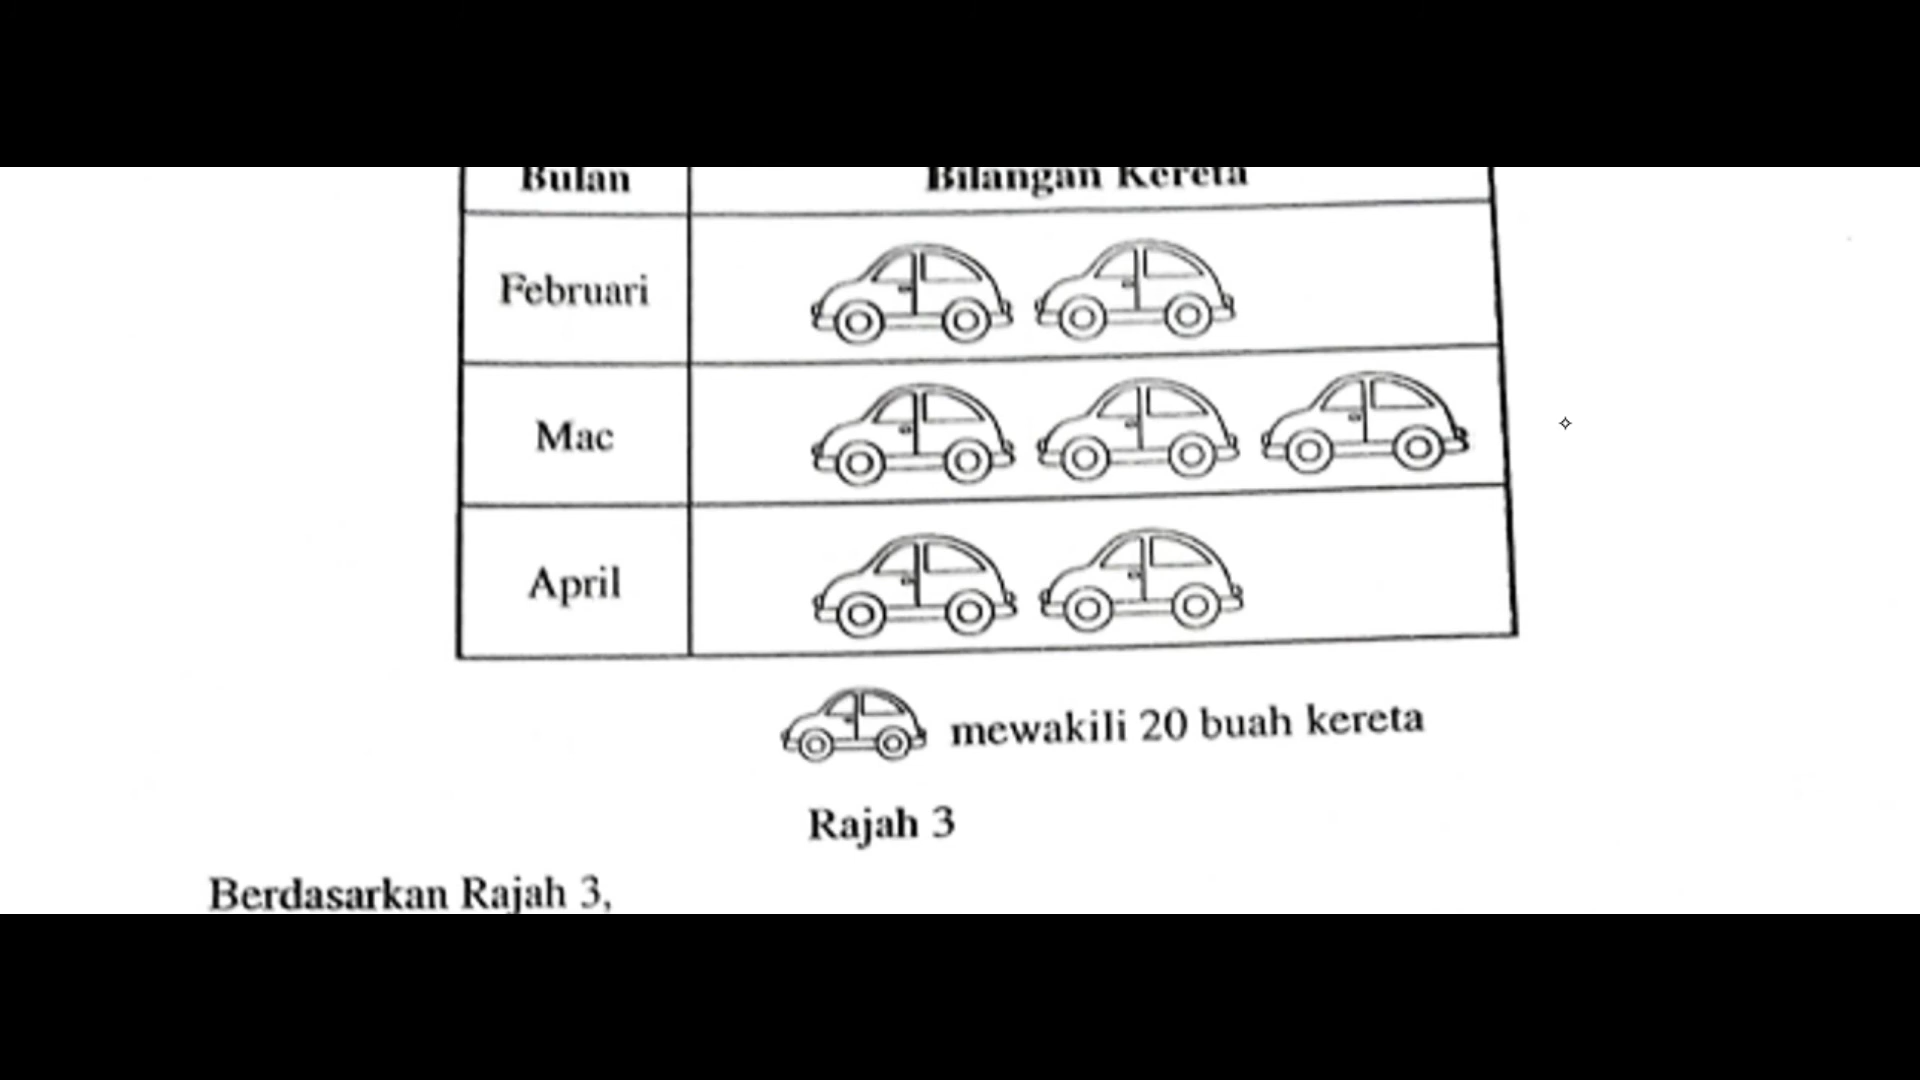 Bulan Bilangan Kereta
Februari
Mac
April
mewakili 20 buah kereta
Rajah 3
Berdasarkan Rajah 3,